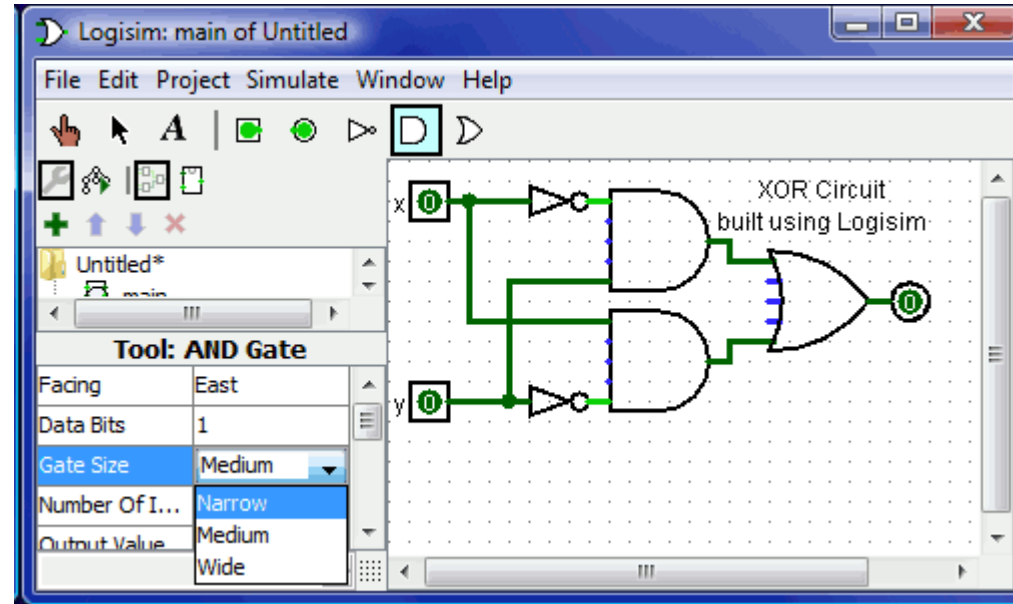 Logisim: main of Untitled
File Edit Project Simulate Window Help
A
Untitled*
main
Tool: AND Gate
Facing East
Data Bits 1
Gate Size Medium
Number Of I... Narrow
Output Value Medium
Wide
XOR Circuit
built using Logisim
x 0
0
y 0